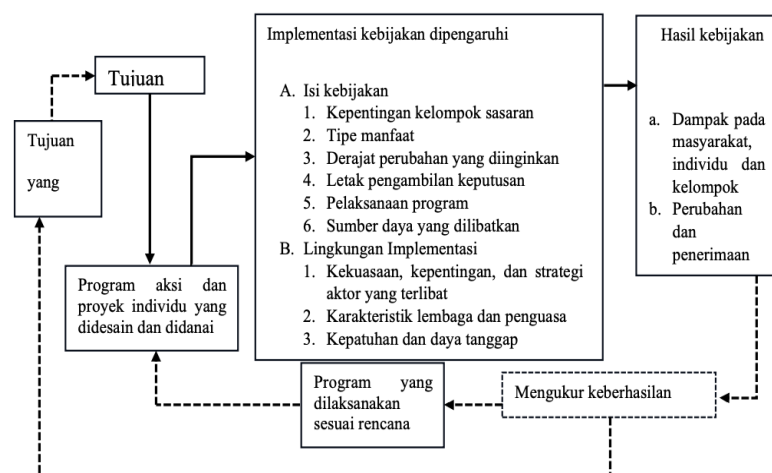 Tujuan
Tujuan
yang
Program aksi dan
proyek individu yang
didesain dan didanai
Implementasi kebijakan dipengaruhi
A. Isi kebijakan
1. Kepentingan kelompok sasaran
2. Tipe manfaat
3. Derajat perubahan yang diinginkan
4. Letak pengambilan keputusan
5. Pelaksanaan program
6. Sumber daya yang dilibatkan
B. Lingkungan Implementasi
1. Kekuasaan, kepentingan, dan strategi
aktor yang terlibat
2. Karakteristik lembaga dan penguasa
3. Kepatuhan dan daya tanggap
Hasil kebijakan
a. Dampak pada
masyarakat,
individu dan
kelompok
b. Perubahan
dan
penerimaan
Program yang
dilaksanakan
sesuai rencana
Mengukur keberhasilan